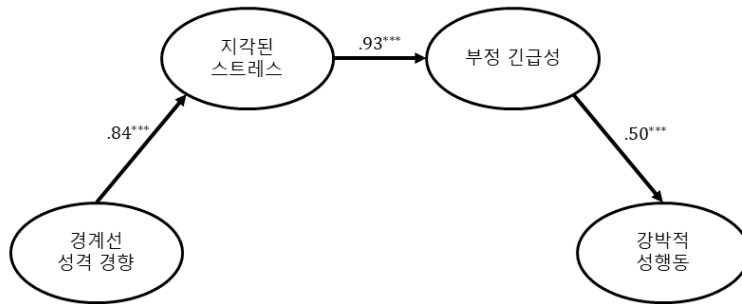 지각된
스트레스
.93***
부정 긴급성
.84***
.50***
경계선
성격 경향
강박적
성행동